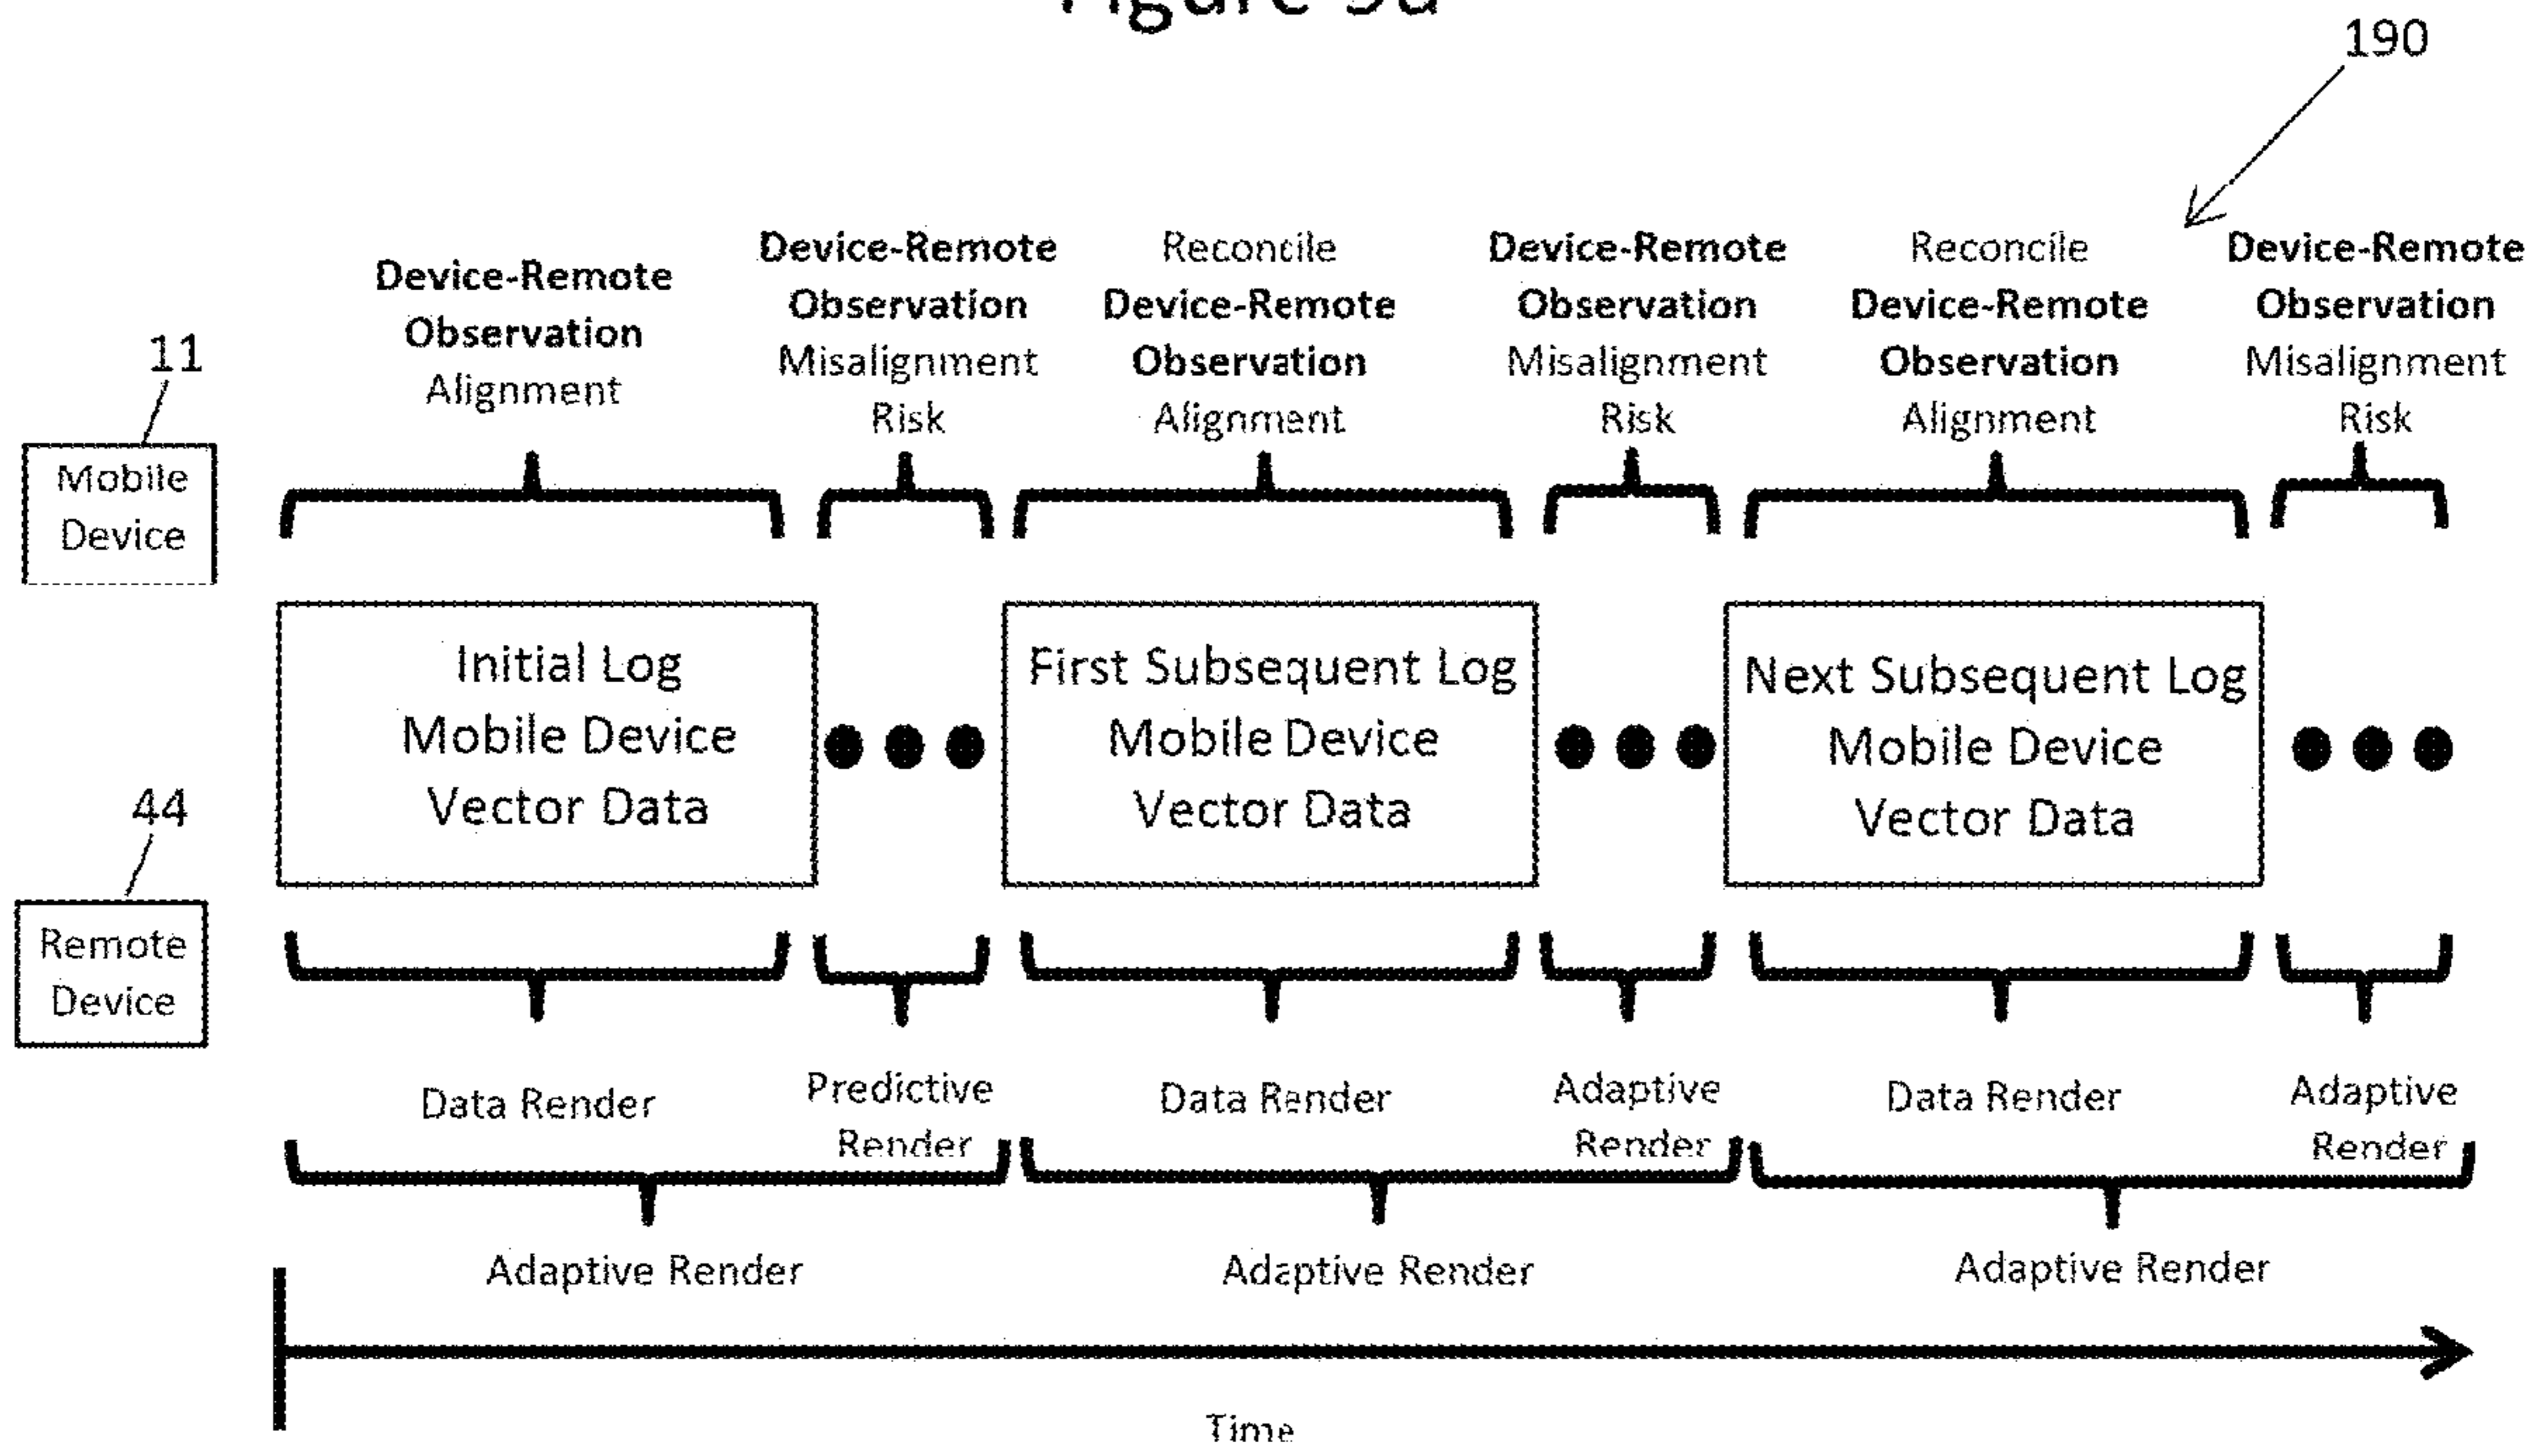 190
Device-Remote
Observation
Alignment
Device-Remote
Observation
Misalignment
Risk
Reconcile
Device-Remote
Observation
Alignment
Device-Remote
Observation
Misalignment
Risk
Reconcile
Device-Remote
Observation
Alignment
Device-Remote
Observation
Misalignment
Risk
11
Mobile
Device
Initial Log
Mobile Device
Vector Data
First Subsequent Log
Mobile Device
Vector Data
Next Subsequent Log
Mobile Device
Vector Data
44
Remote
Device
Data Render
Predictive
Render
Data Render
Adaptive
Render
Data Render
Adaptive
Render
Adaptive Render
Adaptive Render
Adaptive Render
Time